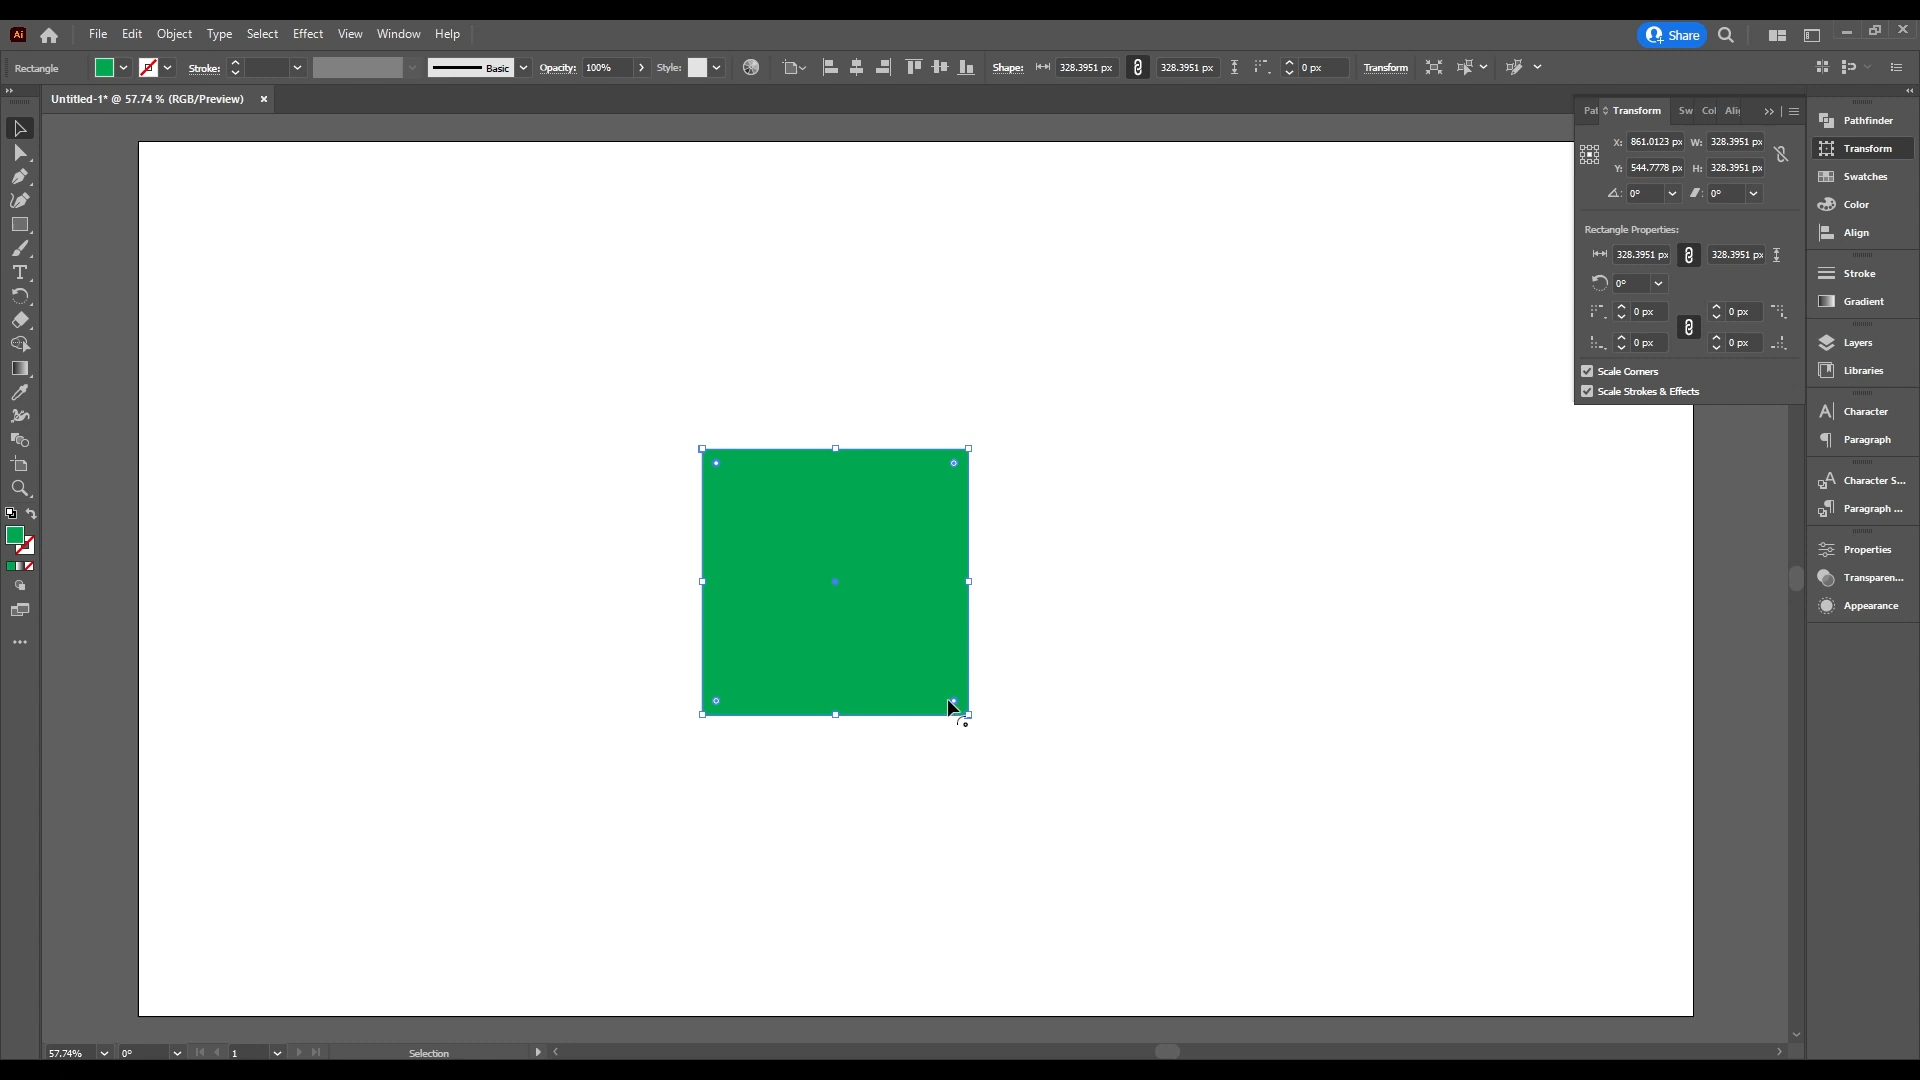 Ai File Edit Object Type Select Effect View Window Help Share
Rectangle Stroke: Basic Opacity: 100% Style: Shape: 328.3951 px 328.3951 px 0 px Transform
Untitled-1* @ 57.74 % (RGB/Preview) ×
Transform Sw Col
X: 861.0123 px W: 328.3951 px
Y: 544.7778 px H: 328.3951 px
0° 0°
Rectangle Properties:
328.3951 px 328.3951 px
0°
0 px 0 px
0 px 0 px
Scale Corners
Scale Strokes & Effects
Pathfinder
Transform
Swatches
Color
Align
Stroke
Gradient
Layers
Libraries
Character
Paragraph
Character S...
Paragraph ...
Properties
Transparen...
Appearance
57.74% 0° 1 Selection